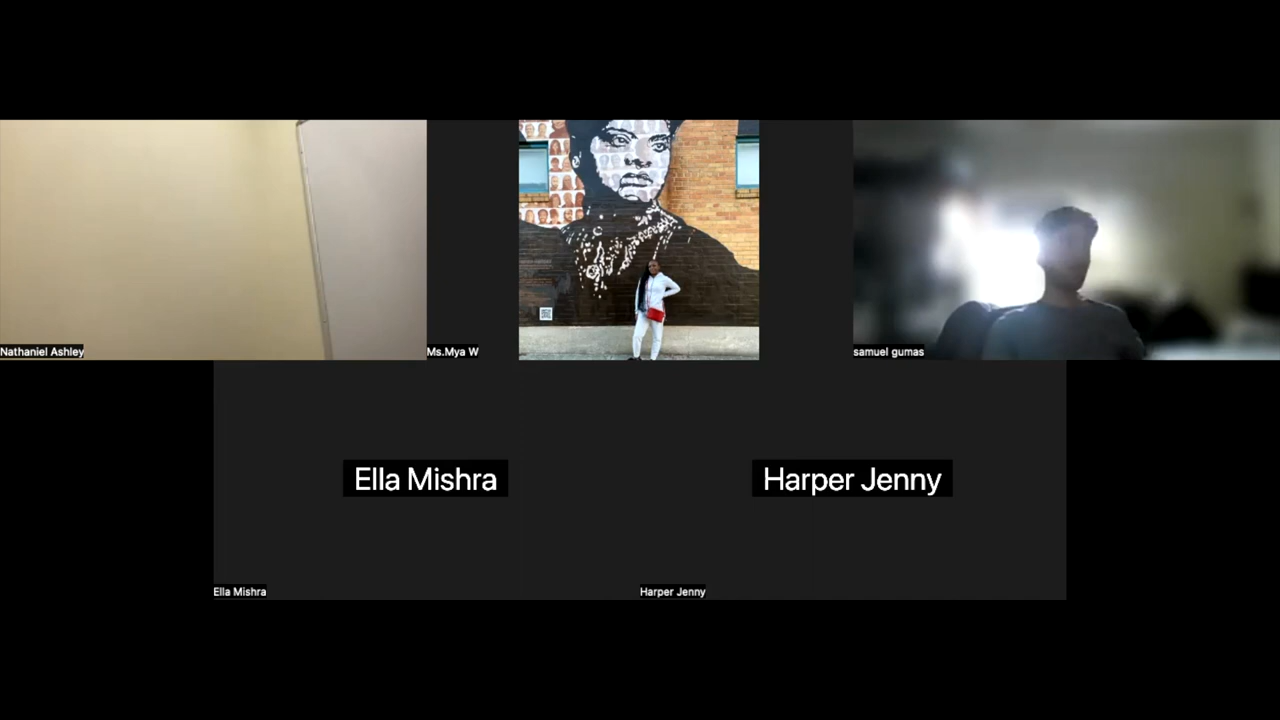 Nathaniel Ashley
Ms.Mya W
samuel gumas
Ella Mishra
Harper Jenny
Ella Mishra
Harper Jenny